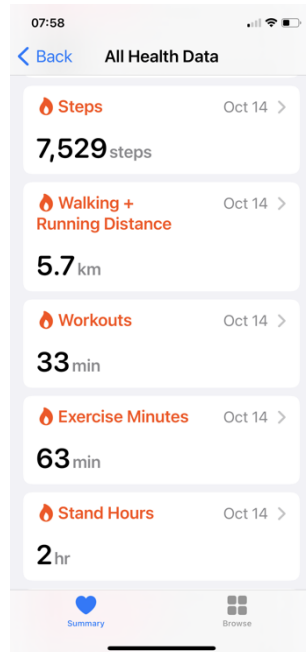 07:58
Back All Health Data
Steps Oct 14
7,529 steps
Walking + Oct 14
Running Distance
5.7 km
Workouts Oct 14
33 min
Exercise Minutes Oct 14
63 min
Stand Hours Oct 14
2 hr
Summary Browse